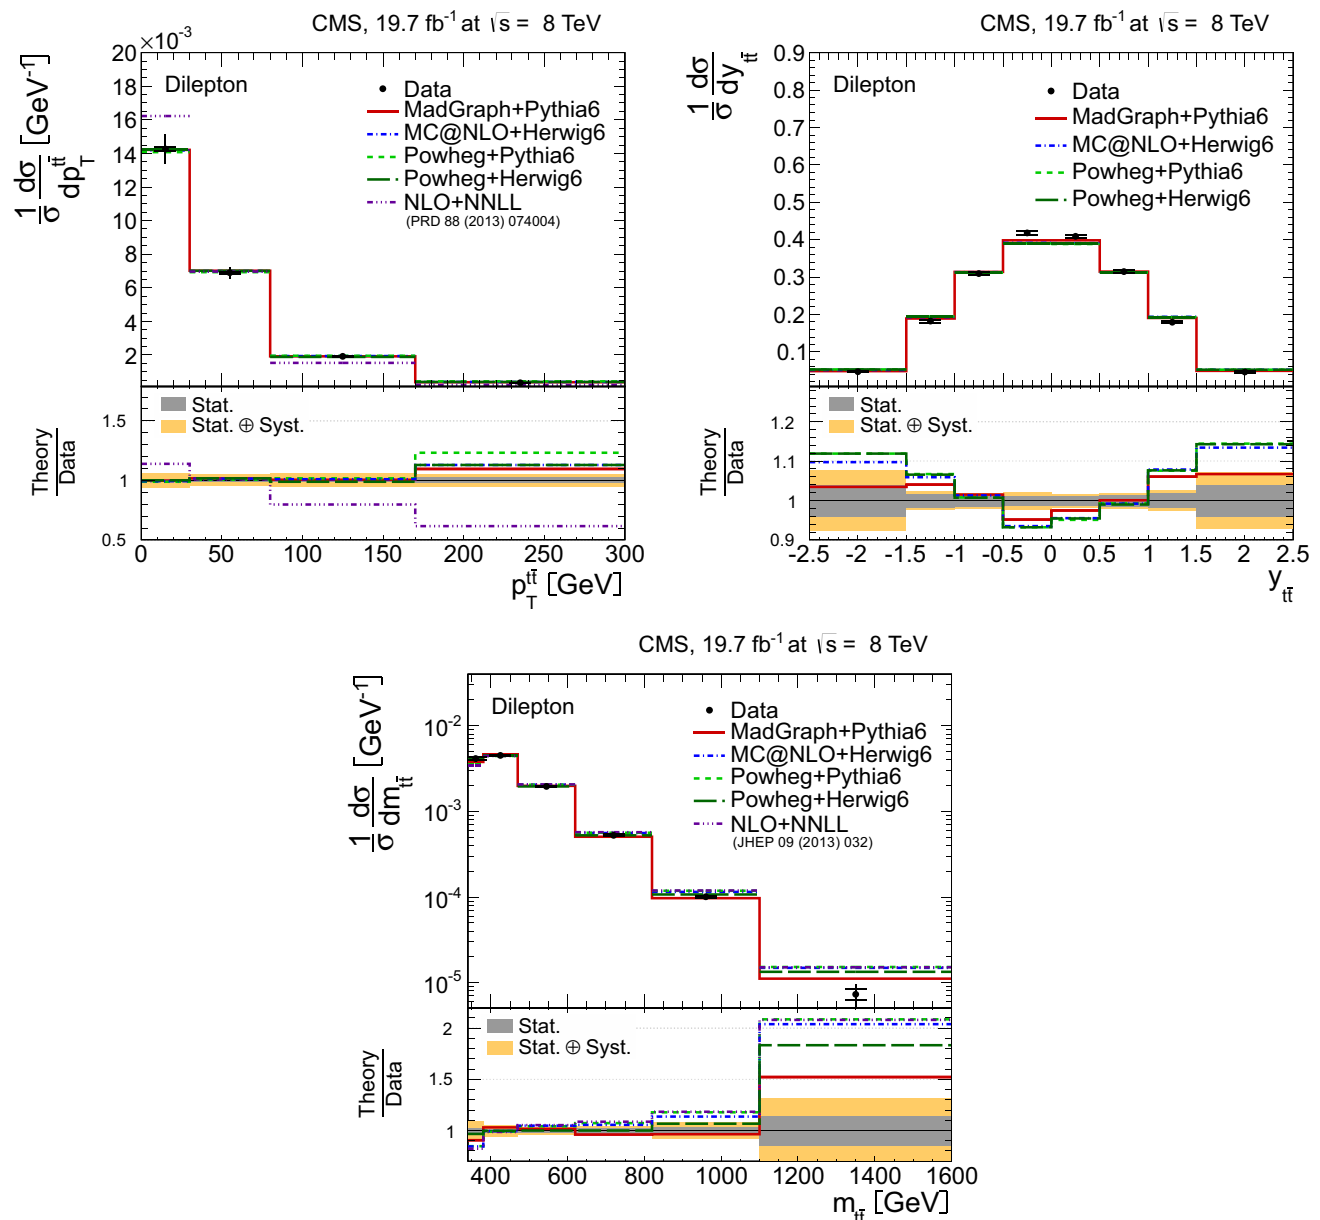 CMS, 19.7 fb⁻¹ at √s = 8 TeV
×10⁻³
1/σ dσ/dp_T^{tt̄} [GeV⁻¹]
Dilepton
Data
MadGraph+Pythia6
MC@NLO+Herwig6
Powheg+Pythia6
Powheg+Herwig6
NLO+NNLL
(PRD 88 (2013) 074004)
20
18
16
14
12
10
8
6
4
2
Stat.
Stat. ⊕ Syst.
Theory/Data
1.5
1
0.5
0 50 100 150 200 250 300
p_T^{tt̄} [GeV]
CMS, 19.7 fb⁻¹ at √s = 8 TeV
1/σ dσ/dy_{tt̄}
Dilepton
Data
MadGraph+Pythia6
MC@NLO+Herwig6
Powheg+Pythia6
Powheg+Herwig6
0.9
0.8
0.7
0.6
0.5
0.4
0.3
0.2
0.1
Stat.
Stat. ⊕ Syst.
Theory/Data
1.2
1.1
1
0.9
-2.5 -2 -1.5 -1 -0.5 0 0.5 1 1.5 2 2.5
y_{tt̄}
CMS, 19.7 fb⁻¹ at √s = 8 TeV
1/σ dσ/dm_{tt̄} [GeV⁻¹]
Dilepton
Data
MadGraph+Pythia6
MC@NLO+Herwig6
Powheg+Pythia6
Powheg+Herwig6
NLO+NNLL
(JHEP 09 (2013) 032)
10⁻²
10⁻³
10⁻⁴
10⁻⁵
Stat.
Stat. ⊕ Syst.
Theory/Data
2
1.5
1
400 600 800 1000 1200 1400 1600
m_{tt̄} [GeV]